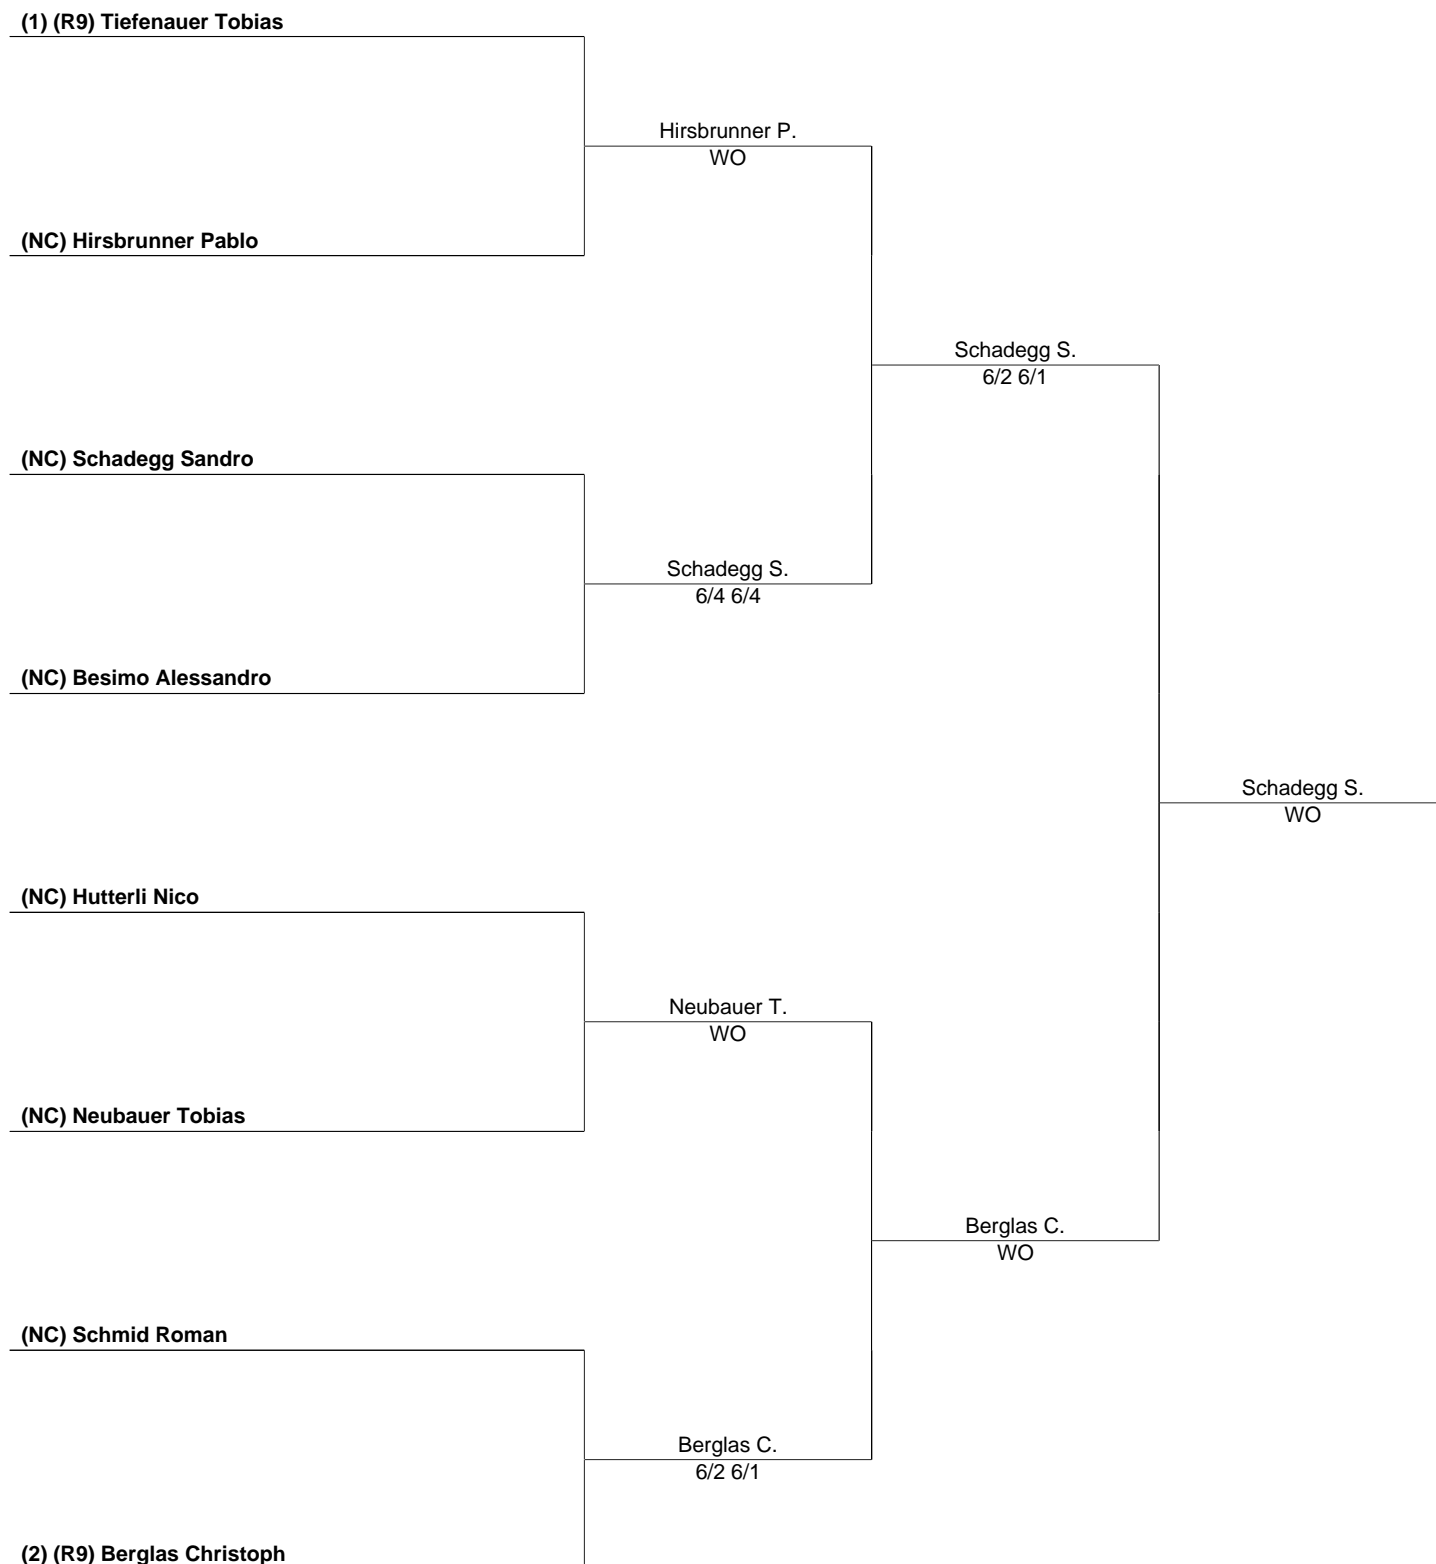 (1) (R9) Tiefenauer Tobias
Hirsbrunner P.
WO
(NC) Hirsbrunner Pablo
Schadegg S.
6/2 6/1
(NC) Schadegg Sandro
Schadegg S.
6/4 6/4
(NC) Besimo Alessandro
Schadegg S.
WO
(NC) Hutterli Nico
Neubauer T.
WO
(NC) Neubauer Tobias
Berglas C.
WO
(NC) Schmid Roman
Berglas C.
6/2 6/1
(2) (R9) Berglas Christoph